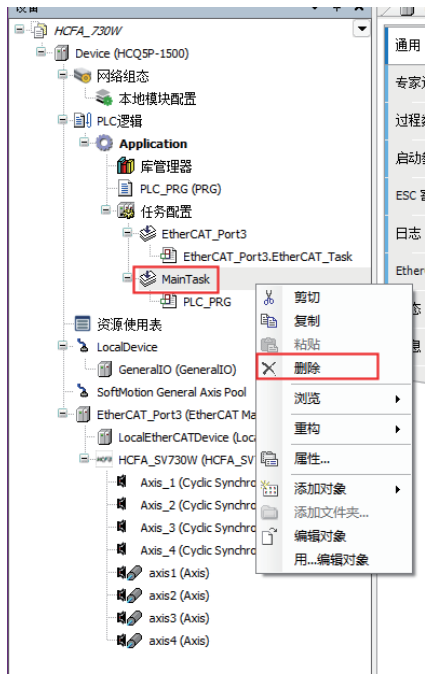 设备
HCFA_730W
Device (HCQ5P-1500)
网络组态
本地模块配置
PLC逻辑
Application
库管理器
PLC_PRG (PRG)
任务配置
EtherCAT_Port3
EtherCAT_Port3.EtherCAT_Task
MainTask
PLC_PRG
资源使用表
LocalDevice
GeneralIO (GeneralIO)
SoftMotion General Axis Pool
EtherCAT_Port3 (EtherCAT Ma
LocalEtherCATDevice (Loc
HCFA_SV730W (HCFA_SV
Axis_1 (Cyclic Synchro
Axis_2 (Cyclic Synchro
Axis_3 (Cyclic Synchro
Axis_4 (Cyclic Synchro
axis1 (Axis)
axis2 (Axis)
axis3 (Axis)
axis4 (Axis)
剪切
复制
粘贴
删除
浏览
重构
属性...
添加对象
添加文件夹...
编辑对象
用...编辑对象
通用
专家
过程
启动
ESC
日志
Ether
态
息